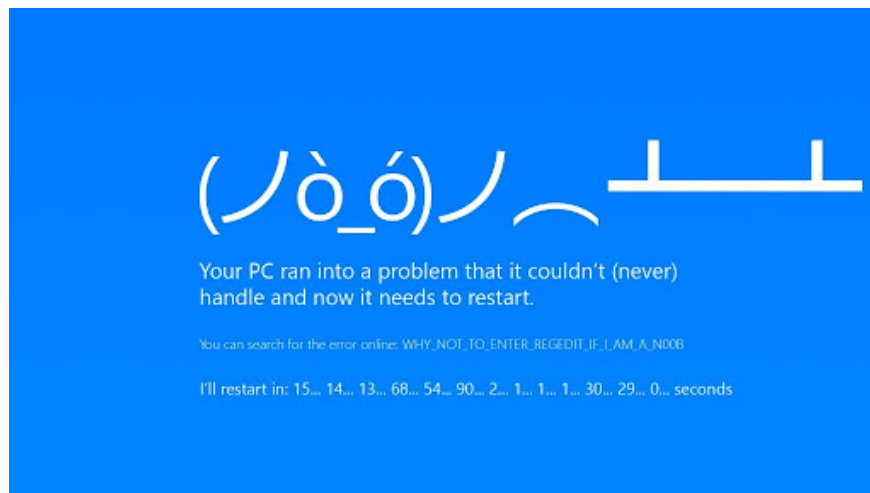 (ノò_ó)ノ︵┻━┻
Your PC ran into a problem that it couldn't (never)
handle and now it needs to restart.
You can search for the error online: WHY_NOT_TO_ENTER_REGEDIT_IF_I_AM_A_N00B
I'll restart in: 15... 14... 13... 68... 54... 90... 2... 1... 1... 1... 30... 29... 0... seconds